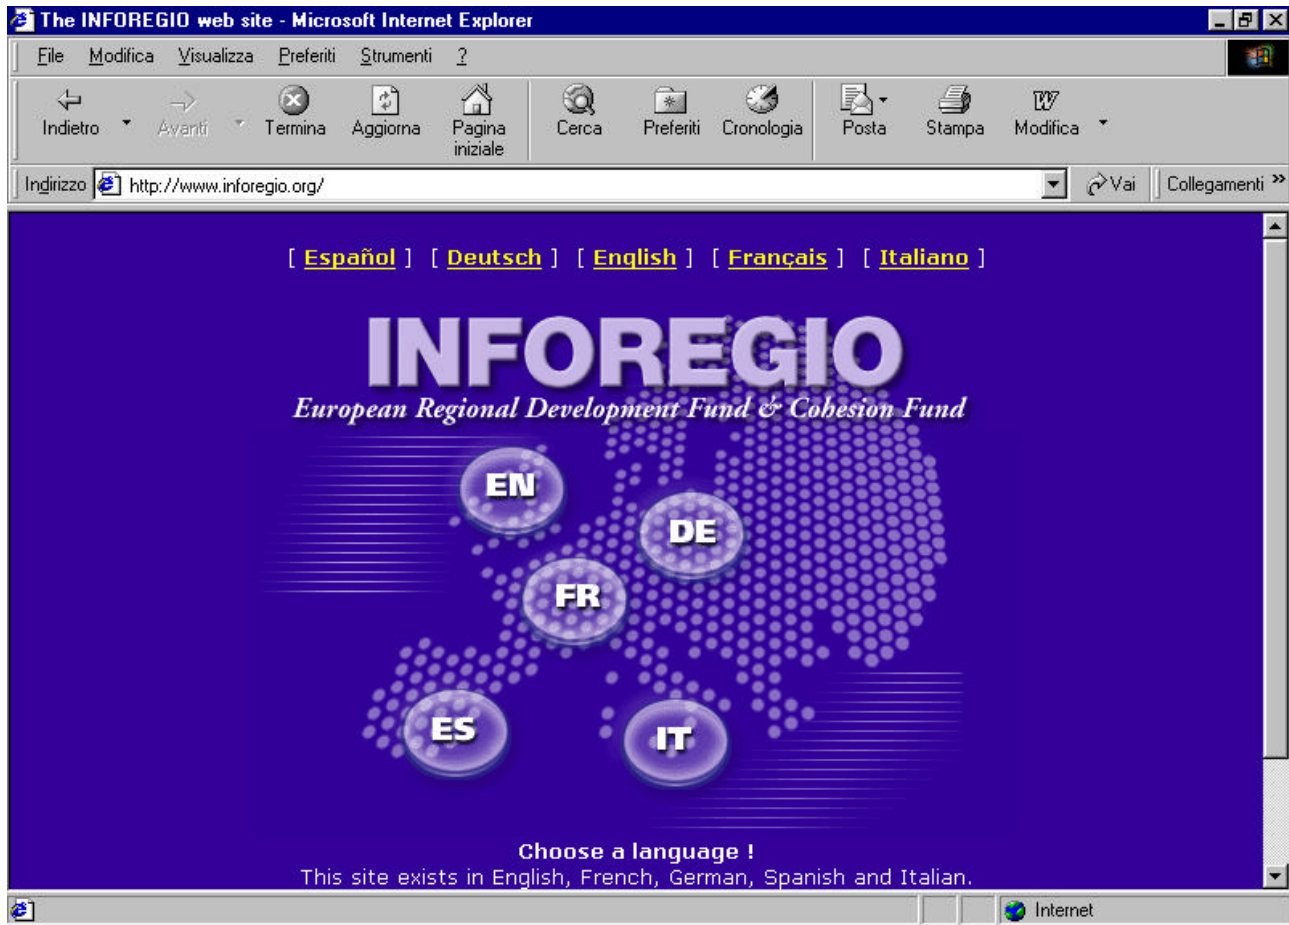 The INFOREGIO web site - Microsoft Internet Explorer
File Modifica Visualizza Preferiti Strumenti ?
Indietro Avanti Termina Aggiorna Pagina iniziale Cerca Preferiti Cronologia Posta Stampa Modifica
Indirizzo http://www.inforegio.org/ Vai Collegamenti »
[ Español ] [ Deutsch ] [ English ] [ Français ] [ Italiano ]
INFOREGIO
European Regional Development Fund & Cohesion Fund
EN
DE
FR
ES
IT
Choose a language !
This site exists in English, French, German, Spanish and Italian.
Internet